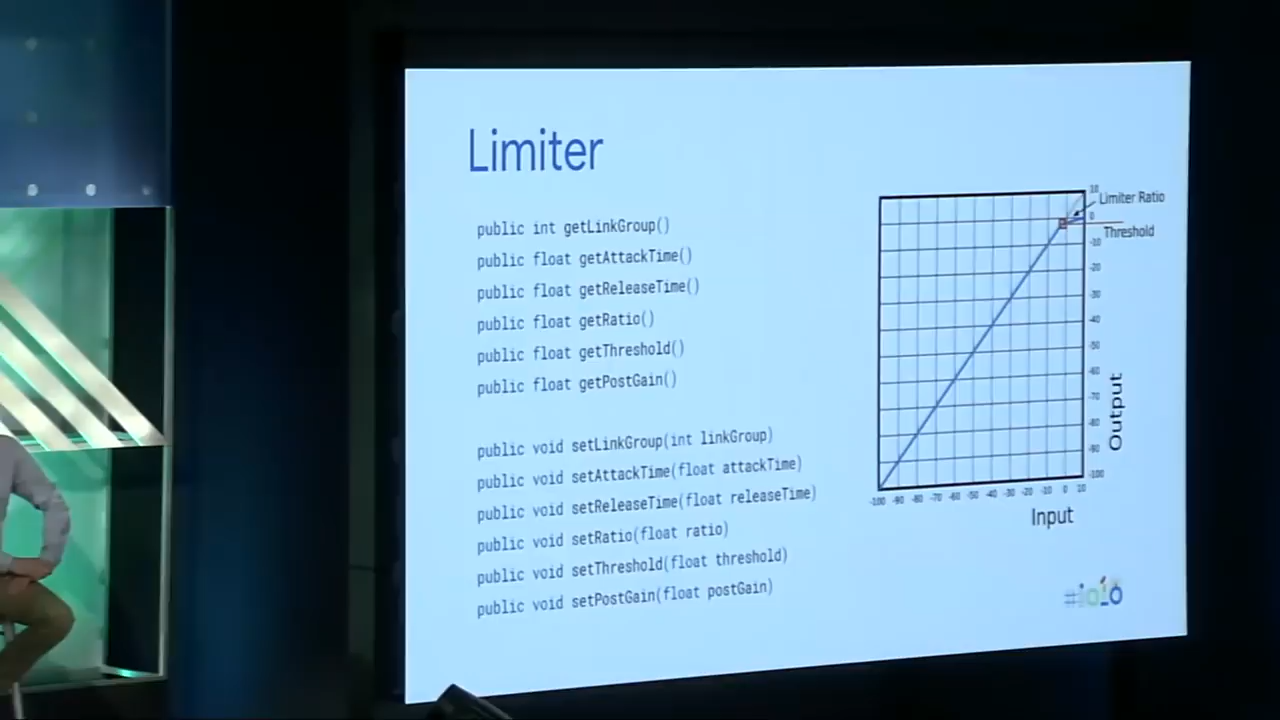 Limiter
public int getLinkGroup()
public float getAttackTime()
public float getReleaseTime()
public float getRatio()
public float getThreshold()
public float getPostGain()
public void setLinkGroup(int linkGroup)
public void setAttackTime(float attackTime)
public void setReleaseTime(float releaseTime)
public void setRatio(float ratio)
public void setThreshold(float threshold)
public void setPostGain(float postGain)
10
Limiter Ratio
0
Threshold
-10
-20
-30
-40
-50
-60
-70
-80
-90
-100
Output
-100 -90 -80 -70 -60 -50 -40 -30 -20 -10 0 10
Input
#io18